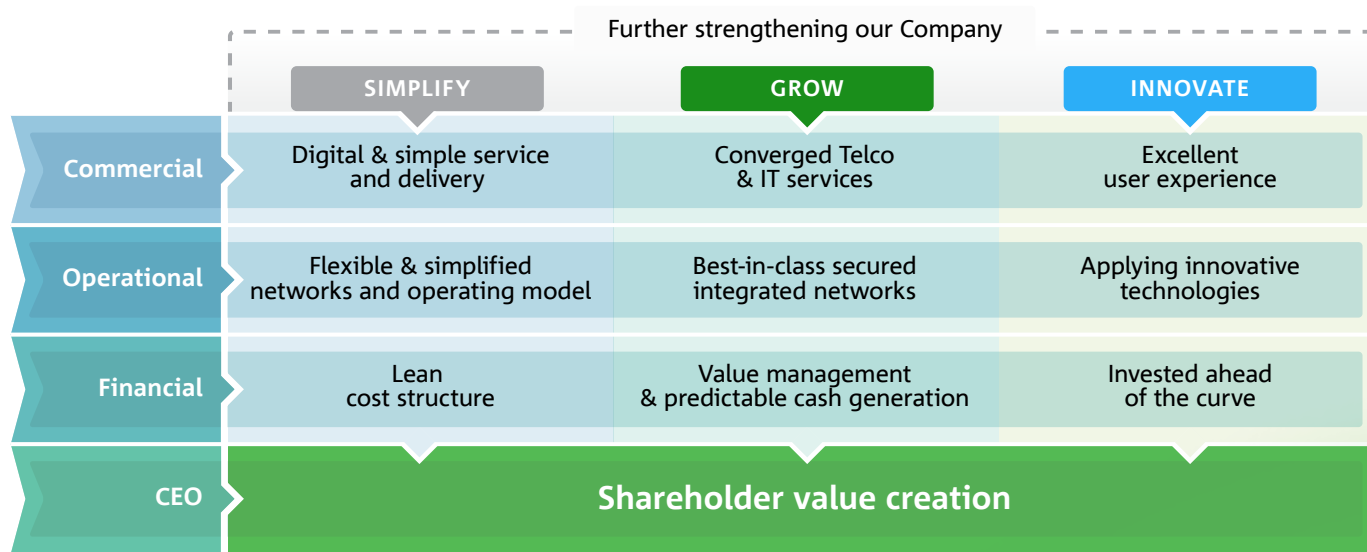 Further strengthening our Company
SIMPLIFY
GROW
INNOVATE
Commercial
Digital & simple service
and delivery
Converged Telco
& IT services
Excellent
user experience
Operational
Flexible & simplified
networks and operating model
Best-in-class secured
integrated networks
Applying innovative
technologies
Financial
Lean
cost structure
Value management
& predictable cash generation
Invested ahead
of the curve
CEO
Shareholder value creation